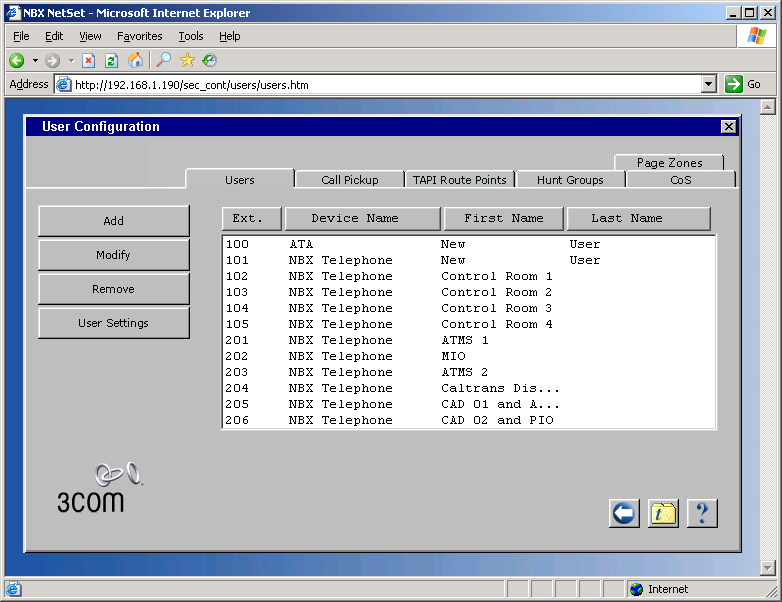 NBX NetSet - Microsoft Internet Explorer
File Edit View Favorites Tools Help
Address http://192.168.1.190/sec_cont/users/users.htm Go
User Configuration
Page Zones
Users Call Pickup TAPI Route Points Hunt Groups CoS
Add
Modify
Remove
User Settings
Ext. Device Name First Name Last Name
100 ATA New User
101 NBX Telephone New User
102 NBX Telephone Control Room 1
103 NBX Telephone Control Room 2
104 NBX Telephone Control Room 3
105 NBX Telephone Control Room 4
201 NBX Telephone ATMS 1
202 NBX Telephone MIO
203 NBX Telephone ATMS 2
204 NBX Telephone Caltrans Dis...
205 NBX Telephone CAD 01 and A...
206 NBX Telephone CAD 02 and PIO
3COM
t ?
Internet